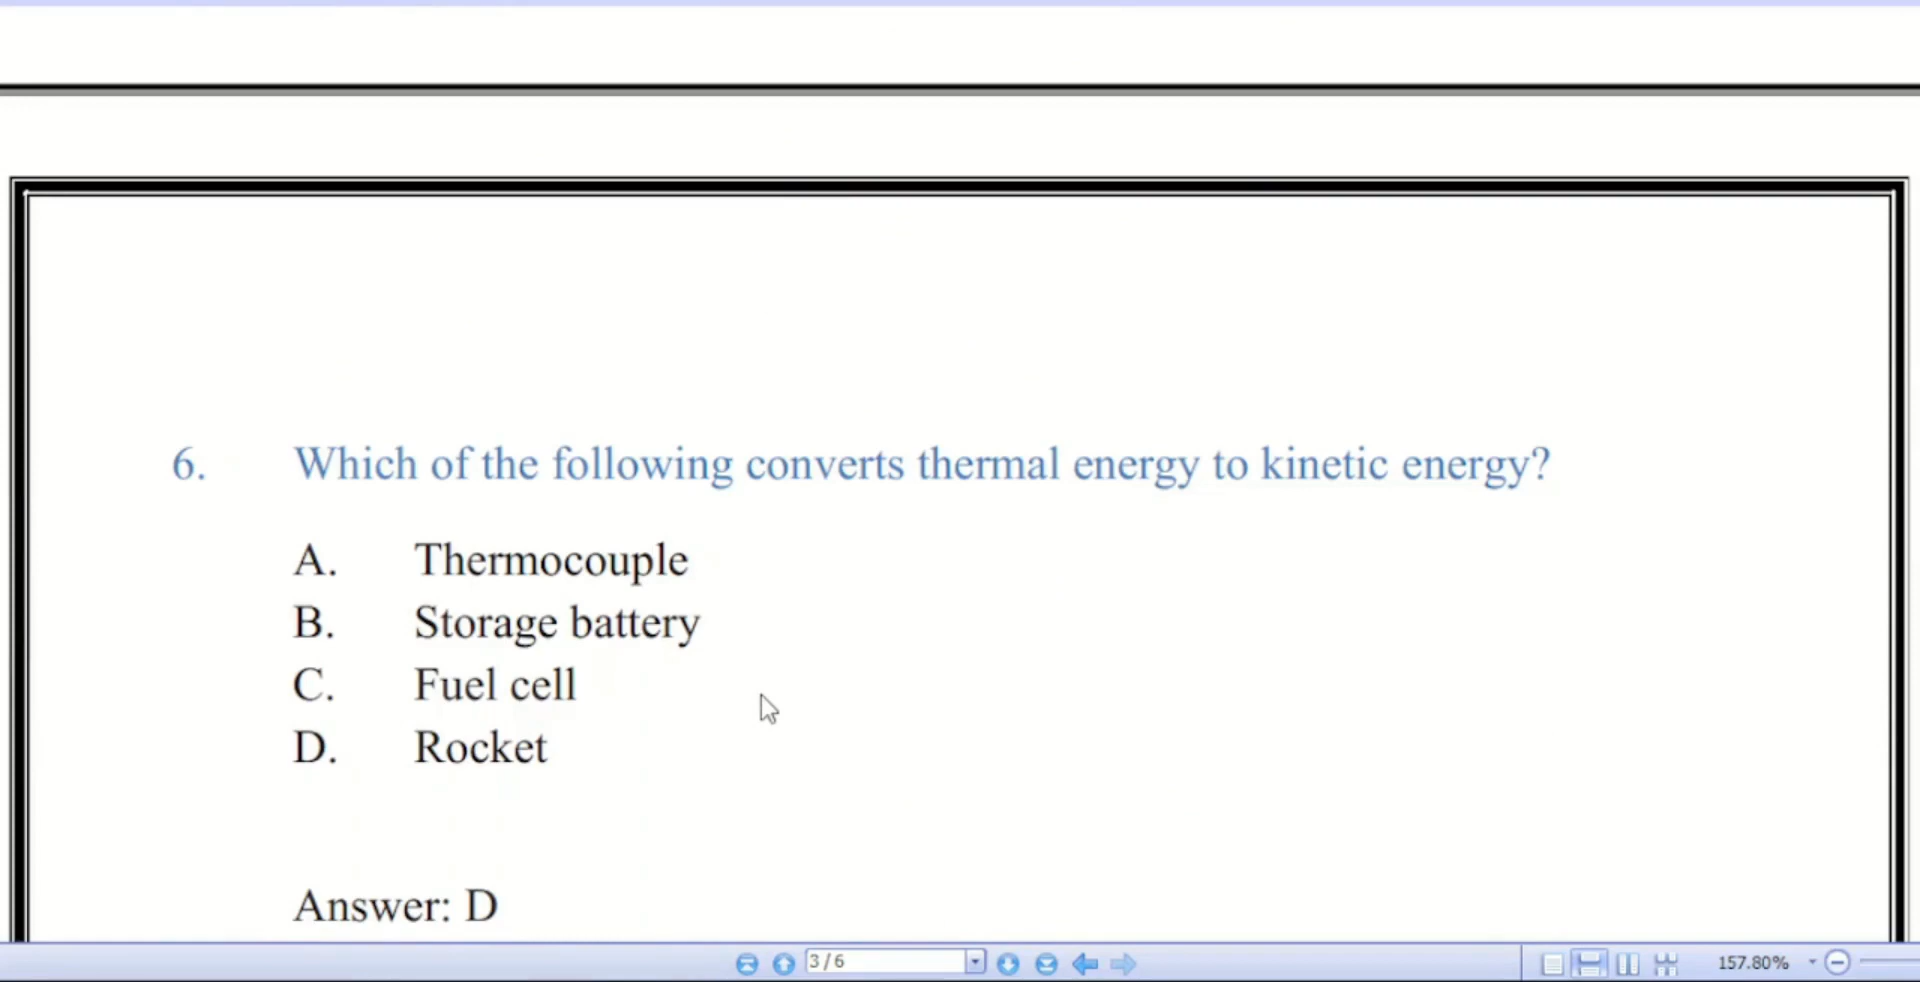 6. Which of the following converts thermal energy to kinetic energy?
A. Thermocouple
B. Storage battery
C. Fuel cell
D. Rocket
Answer: D
3 / 6
157.80%